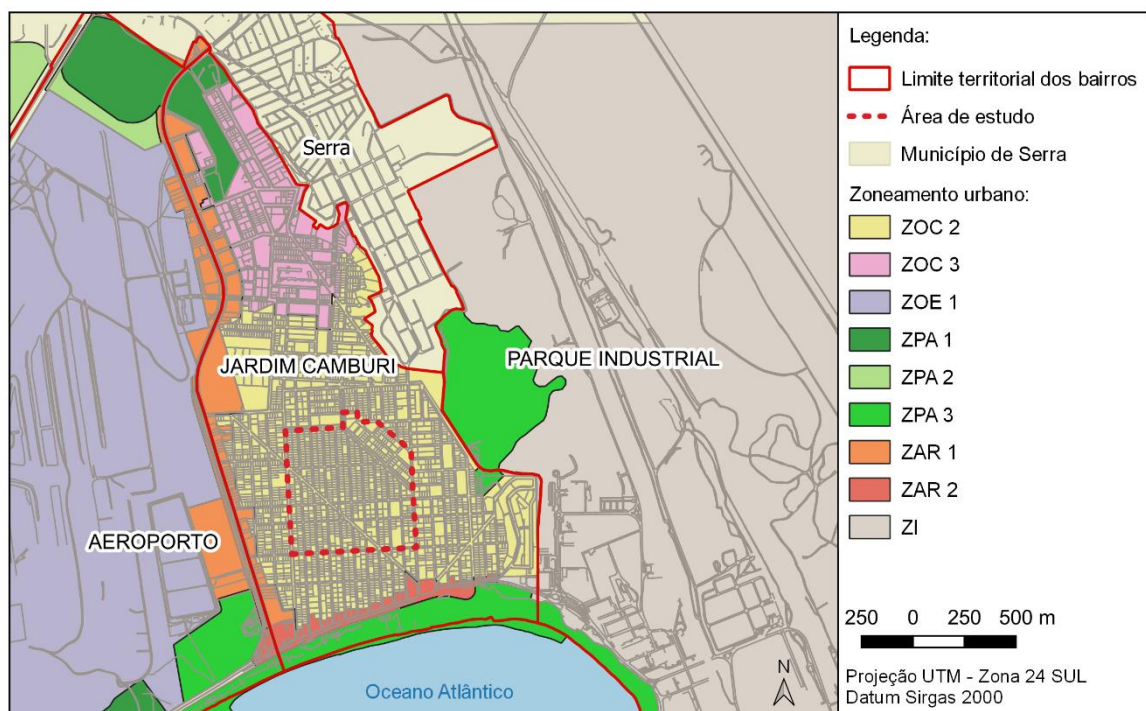 Serra
JARDIM CAMBURI
PARQUE INDUSTRIAL
AEROPORTO
Oceano Atlântico
N
Legenda:
Limite territorial dos bairros
Área de estudo
Município de Serra
Zoneamento urbano:
ZOC 2
ZOC 3
ZOE 1
ZPA 1
ZPA 2
ZPA 3
ZAR 1
ZAR 2
ZI
250 0 250 500 m
Projeção UTM - Zona 24 SUL
Datum Sirgas 2000